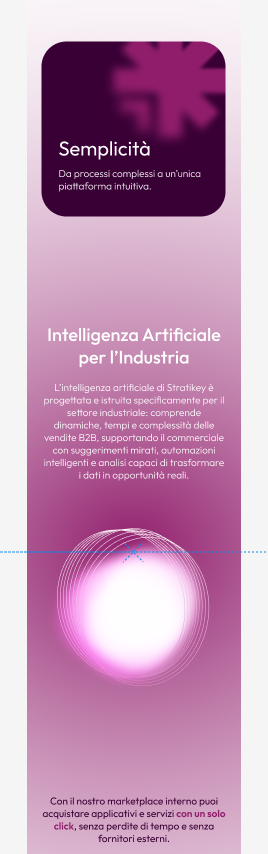 Semplicità
Da processi complessi a un'unica
piattaforma intuitiva.
Intelligenza Artificiale
per l'Industria
L'intelligenza artificiale di Stratikey è
progettata e istruita specificamente per il
settore industriale: comprende
dinamiche, tempi e complessità delle
vendite B2B, supportando il commerciale
con suggerimenti mirati, automazioni
intelligenti e analisi capaci di trasformare
i dati in opportunità reali.
Con il nostro marketplace interno puoi
acquistare applicativi e servizi con un solo
click, senza perdite di tempo e senza
fornitori esterni.